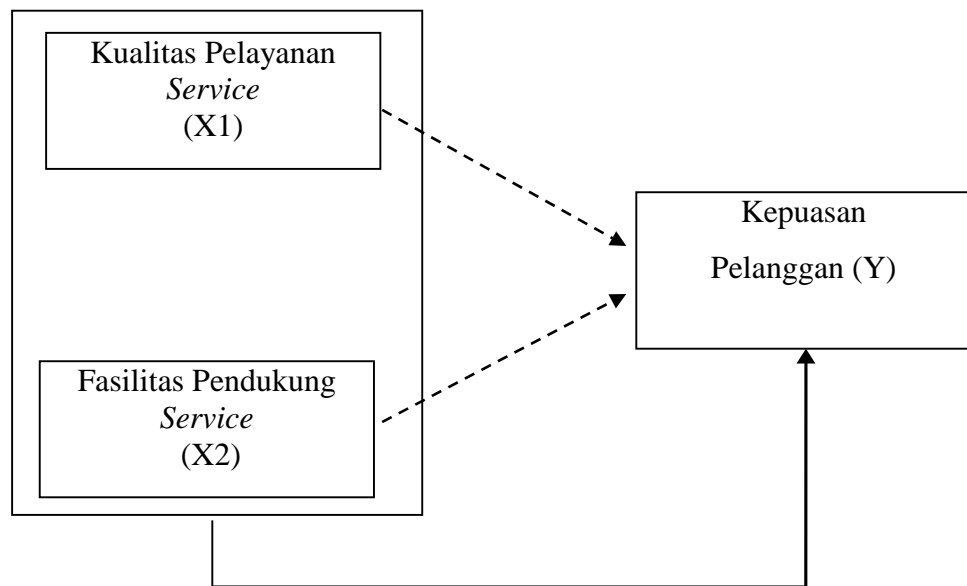 Kualitas Pelayanan
Service
(X1)
Kepuasan
Pelanggan (Y)
Fasilitas Pendukung
Service
(X2)